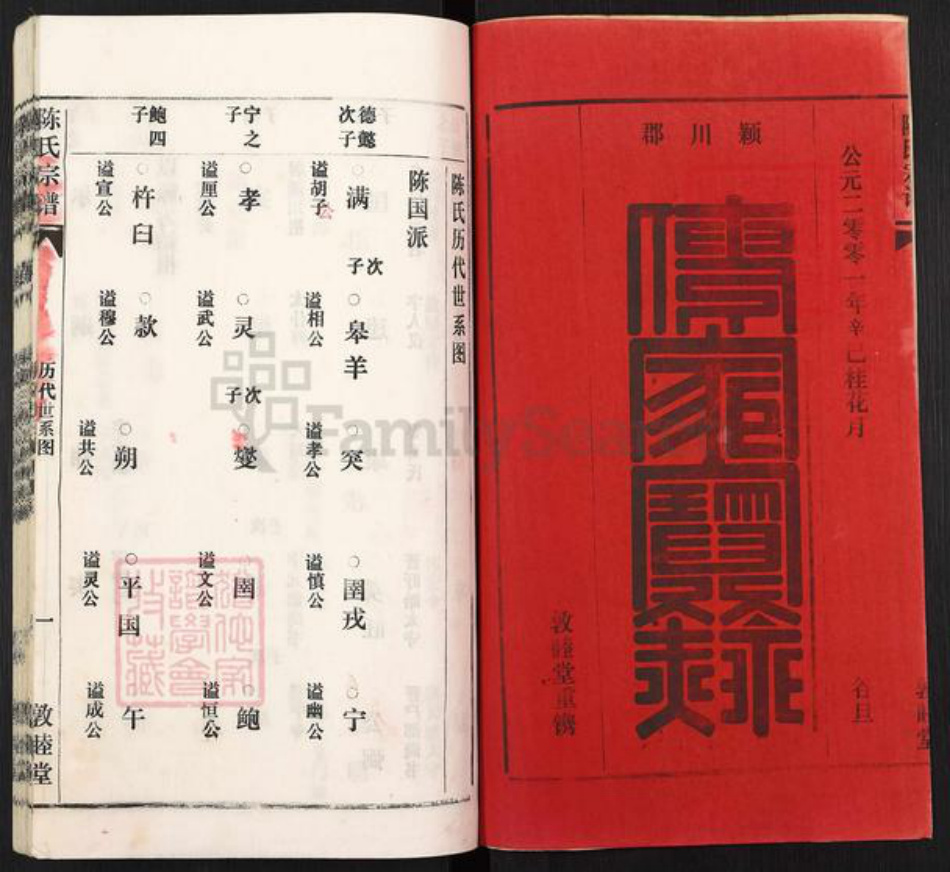 颖川郡
公元二零零一年辛巳桂花月
谷旦
敦睦堂重镌
陈氏历代世系图
陈国派
德懿次子
满
谥胡子公
次子
皋羊
谥相公
突
谥孝公
圉戎
谥慎公
宁
谥幽公
宁之子
孝
谥厘公
灵
谥武公
次子
燮
圉
谥文公
鲍
谥恒公
鲍四子
杵臼
谥宣公
款
谥穆公
朔
谥共公
平国
谥灵公
午
谥成公
陈氏宗谱
历代世系图
一
敦睦堂
FamilySearch